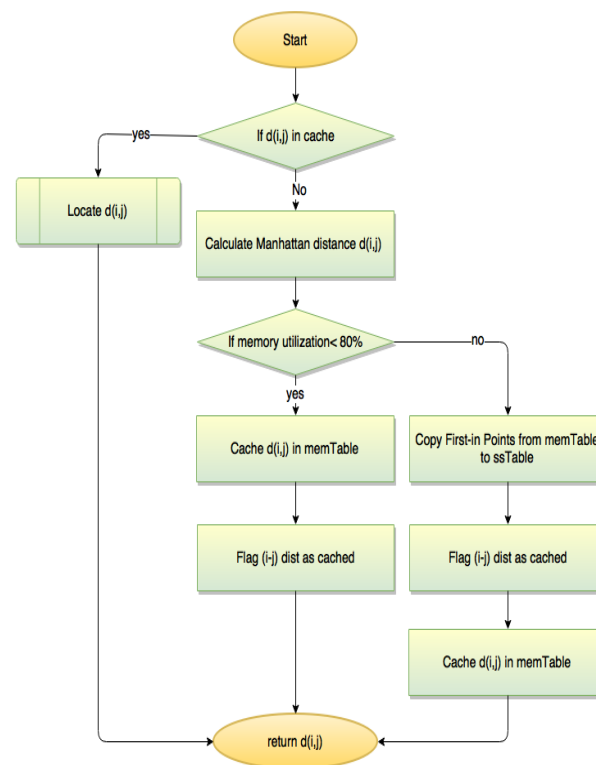 Start
If d(i,j) in cache
yes
No
Locate d(i,j)
Calculate Manhattan distance d(i,j)
If memory utilization< 80%
no
yes
Cache d(i,j) in memTable
Copy First-in Points from memTable
to ssTable
Flag (i-j) dist as cached
Flag (i-j) dist as cached
Cache d(i,j) in memTable
return d(i,j)